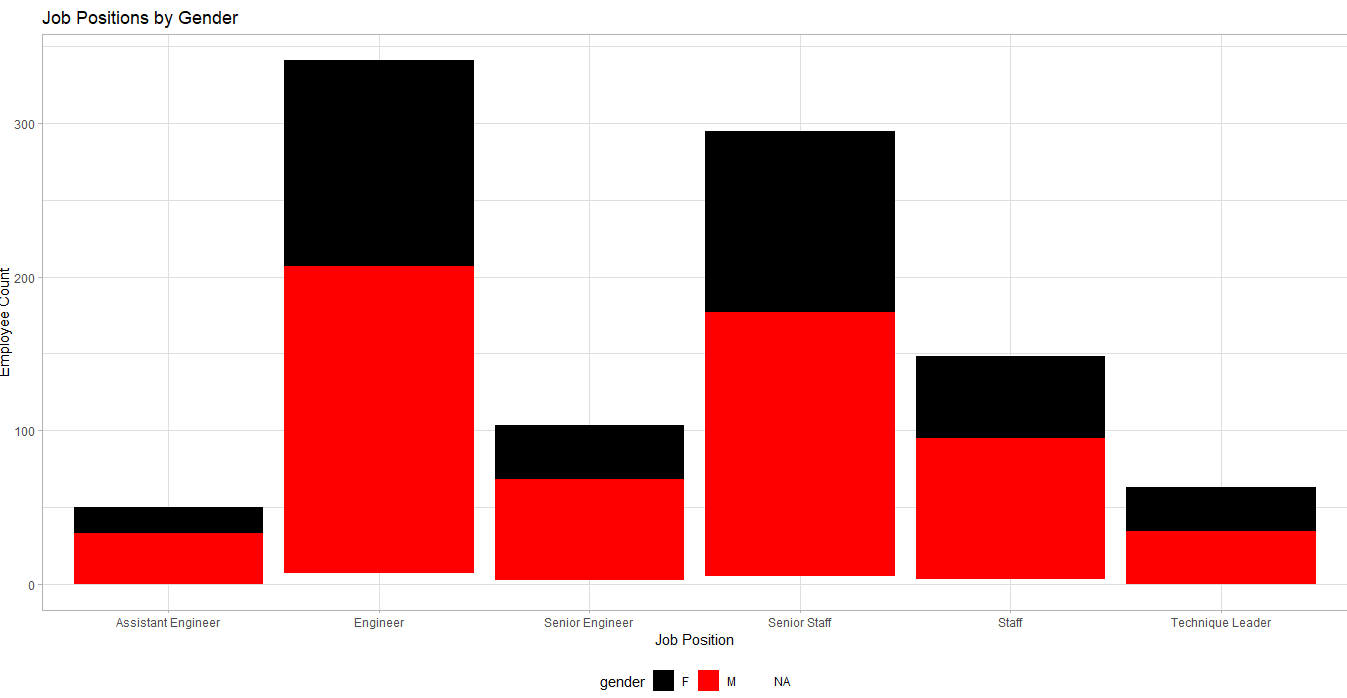 Job Positions by Gender
Employee Count
300
200
100
0
Assistant Engineer Engineer Senior Engineer Senior Staff Staff Technique Leader
Job Position
gender F M NA